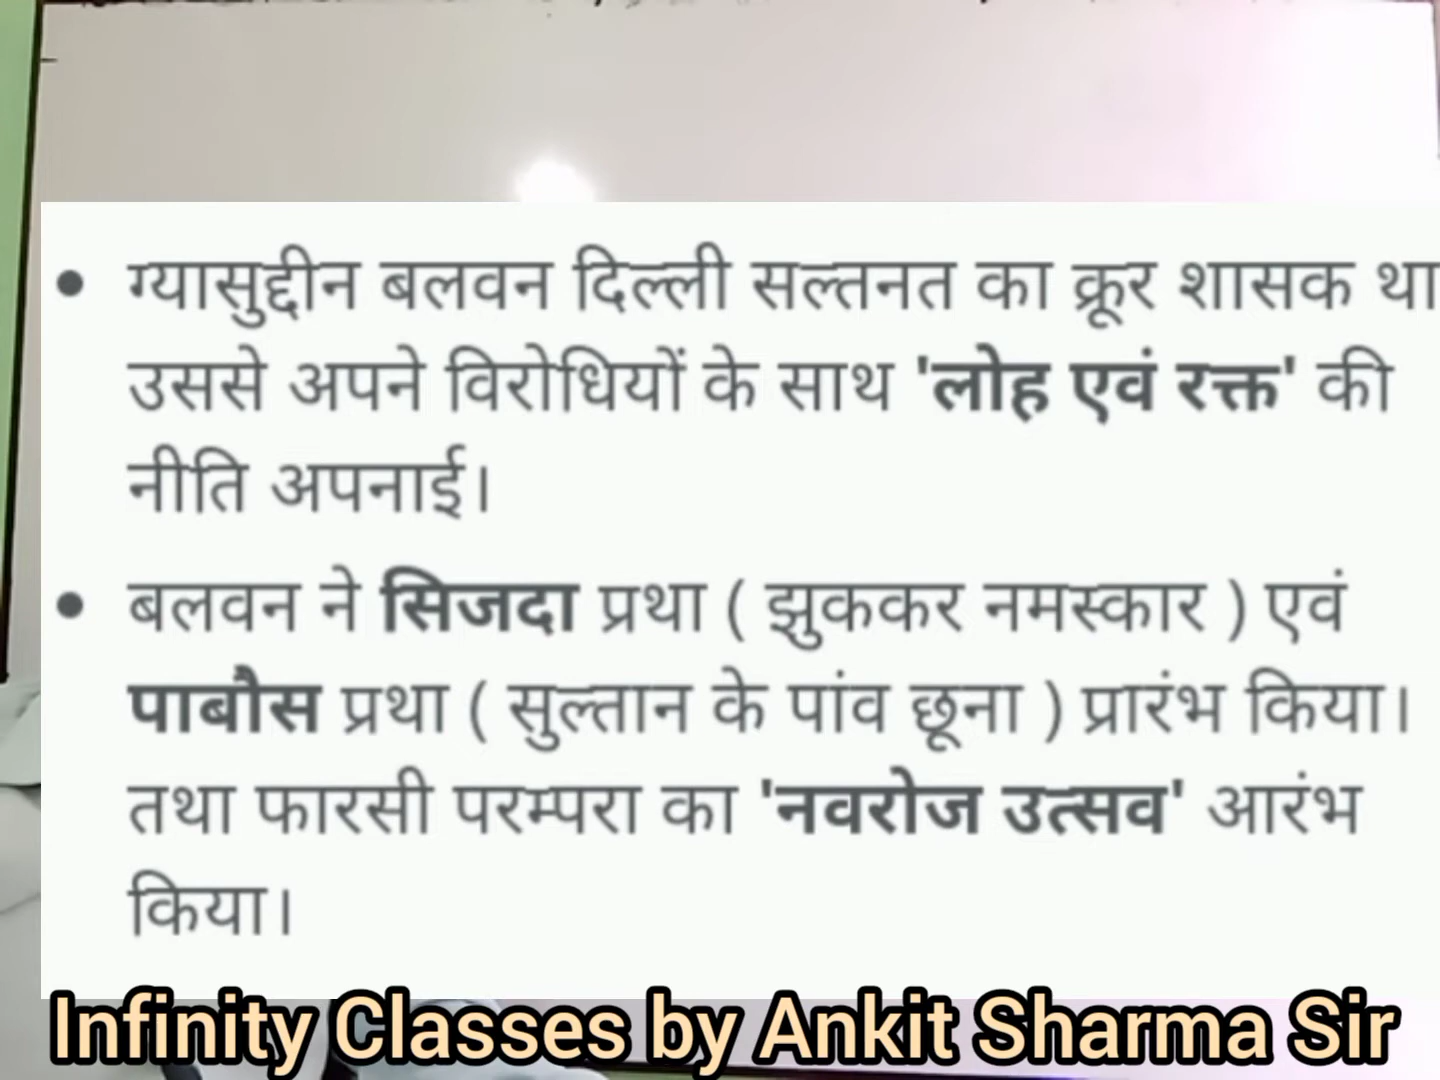 • ग्यासुद्दीन बलवन दिल्ली सल्तनत का क्रूर शासक था
उससे अपने विरोधियों के साथ 'लोह एवं रक्त' की
नीति अपनाई।
• बलवन ने सिजदा प्रथा ( झुककर नमस्कार ) एवं
पाबौस प्रथा ( सुल्तान के पांव छूना ) प्रारंभ किया।
तथा फारसी परम्परा का 'नवरोज उत्सव' आरंभ
किया।
Infinity Classes by Ankit Sharma Sir